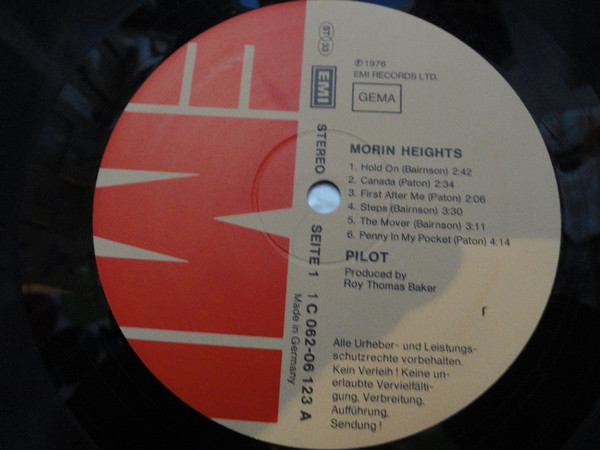 EMI
ST 33
℗ 1976
EMI RECORDS LTD.
EMI
GEMA
STEREO
SEITE 1
1 C 062-06 123 A
Made in Germany
MORIN HEIGHTS
1. Hold On (Bairnson) 2:42
2. Canada (Paton) 2:34
3. First After Me (Paton) 2:06
4. Steps (Bairnson) 3:30
5. The Mover (Bairnson) 3:11
6. Penny In My Pocket (Paton) 4:14
PILOT
Produced by
Roy Thomas Baker
r
Alle Urheber- und Leistungs-
schutzrechte vorbehalten.
Kein Verleih! Keine un-
erlaubte Vervielfälti-
gung, Verbreitung,
Aufführung,
Sendung!